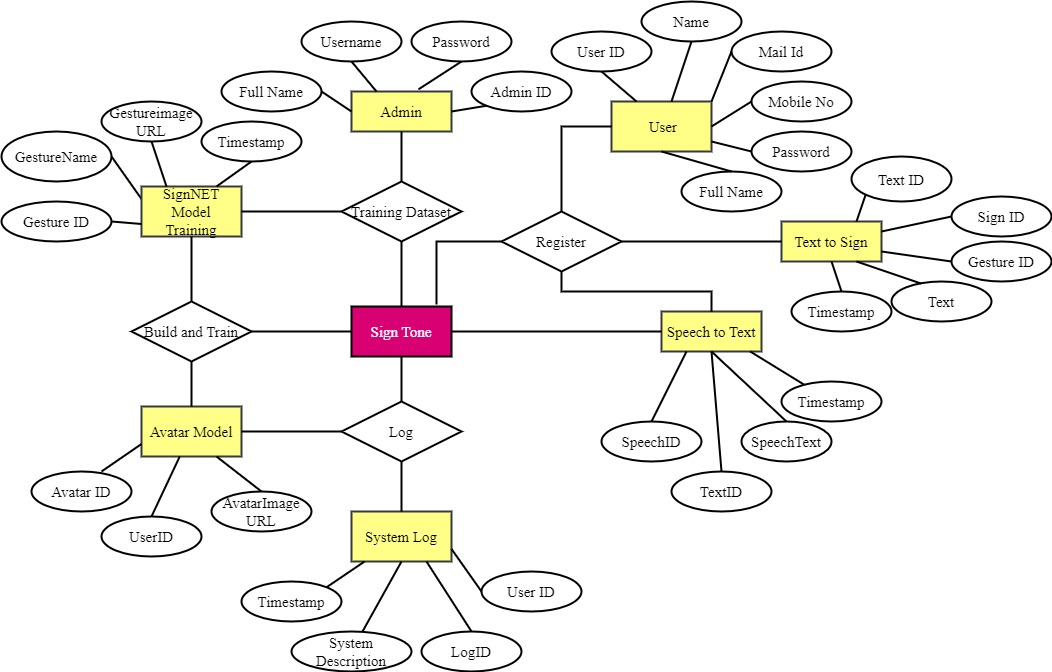 Name
Username
Password
User ID
Mail Id
Full Name
Admin ID
Admin
Mobile No
Gestureimage
URL
User
Timestamp
Password
GestureName
Text ID
Full Name
SignNET
Model
Training
Training Dataset
Gesture ID
Sign ID
Register
Text to Sign
Gesture ID
Text
Timestamp
Build and Train
Sign Tone
Speech to Text
Timestamp
Avatar Model
Log
SpeechID
SpeechText
Avatar ID
TextID
AvatarImage
URL
UserID
System Log
User ID
Timestamp
System
Description
LogID